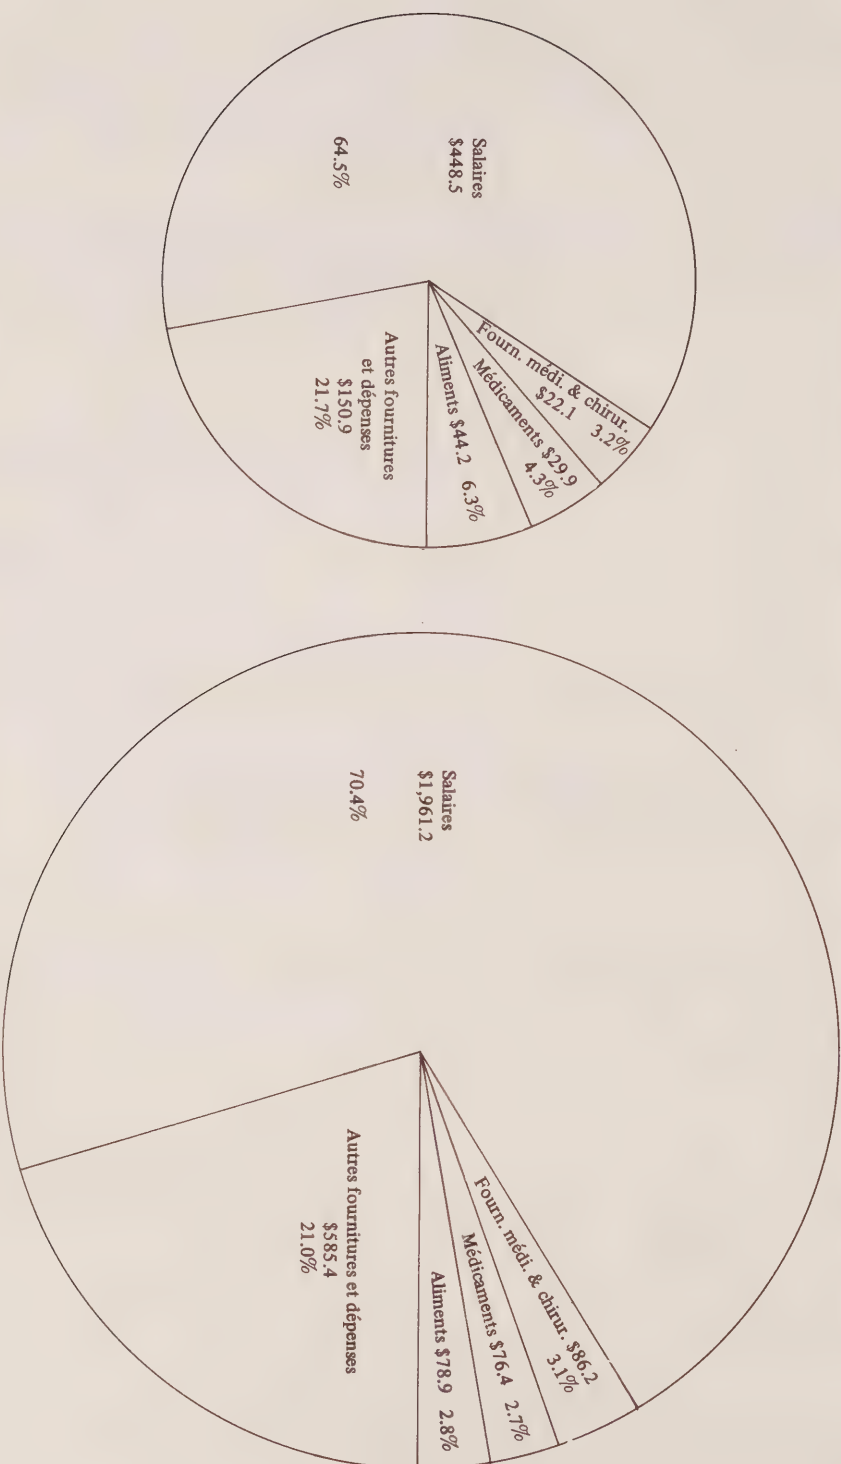 Salaires
$448.5
64.5%
Fourn. médi. & chirur.
$22.1 3.2%
Médicaments $29.9
4.3%
Aliments $44.2 6.3%
Autres fournitures
et dépenses
$150.9
21.7%
Salaires
$1,961.2
70.4%
Fourn. médi. & chirur. $86.2
3.1%
Médicaments $76.4 2.7%
Aliments $78.9 2.8%
Autres fournitures et dépenses
$585.4
21.0%